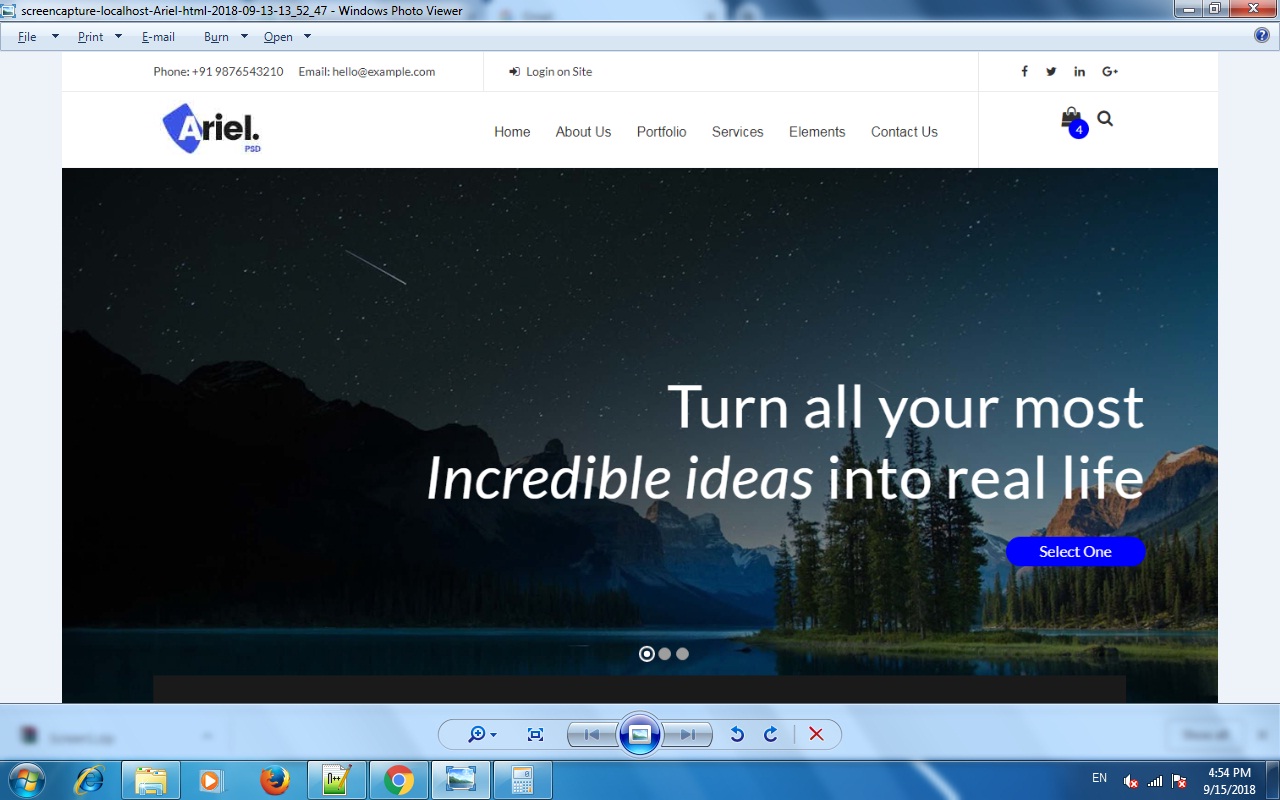 screencapture-localhost-Ariel-html-2018-09-13-13_52_47 - Windows Photo Viewer
File Print E-mail Burn Open
Phone: +91 9876543210 Email: hello@example.com Login on Site
Ariel.
PSD
Home About Us Portfolio Services Elements Contact Us
4
Turn all your most
Incredible ideas into real life
Select One
EN
4:54 PM
9/15/2018